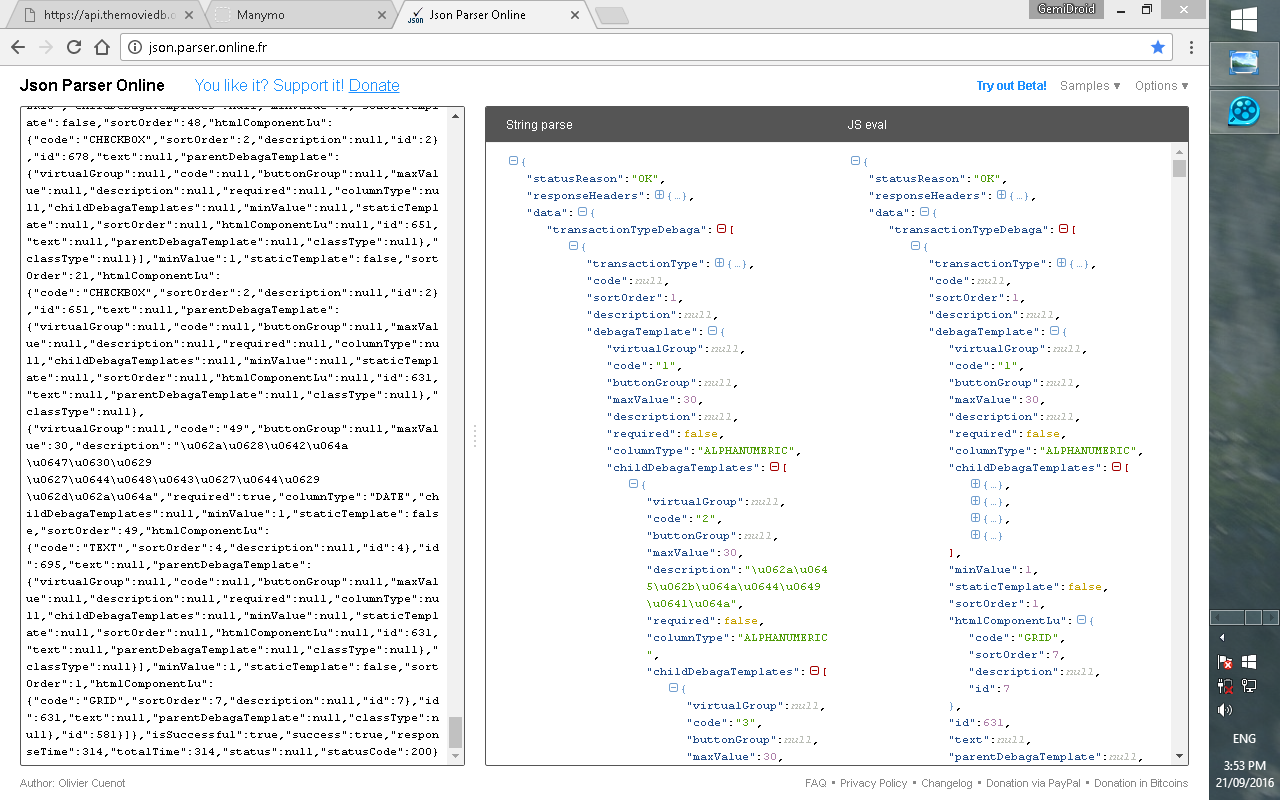 https://api.themoviedb.o
Manymo
Json Parser Online
GemiDroid
json.parser.online.fr
Json Parser Online You like it? Support it! Donate
Try out Beta! Samples ▼ Options ▼
ate":false,"sortOrder":48,"htmlComponentLu":
{"code":"CHECKBOX","sortOrder":2,"description":null,"id":2}
,"id":678,"text":null,"parentDebagaTemplate":
{"virtualGroup":null,"code":null,"buttonGroup":null,"maxVal
ue":null,"description":null,"required":null,"columnType":nu
ll,"childDebagaTemplates":null,"minValue":null,"staticTempl
ate":null,"sortOrder":null,"htmlComponentLu":null,"id":651,
"text":null,"parentDebagaTemplate":null,"classType":null},"
classType":null}],"minValue":1,"staticTemplate":false,"sort
Order":21,"htmlComponentLu":
{"code":"CHECKBOX","sortOrder":2,"description":null,"id":2}
,"id":651,"text":null,"parentDebagaTemplate":
{"virtualGroup":null,"code":null,"buttonGroup":null,"maxVal
ue":null,"description":null,"required":null,"columnType":nu
ll,"childDebagaTemplates":null,"minValue":null,"staticTempl
ate":null,"sortOrder":null,"htmlComponentLu":null,"id":631,
"text":null,"parentDebagaTemplate":null,"classType":null},"
classType":null},
{"virtualGroup":null,"code":"49","buttonGroup":null,"maxVal
ue":30,"description":"\u062a\u0628\u0642\u064a
\u0647\u0630\u0629
\u0627\u0644\u0648\u0643\u0627\u0644\u0629
\u062d\u062a\u064a","required":true,"columnType":"DATE","ch
ildDebagaTemplates":null,"minValue":1,"staticTemplate":fals
e,"sortOrder":49,"htmlComponentLu":
{"code":"TEXT","sortOrder":4,"description":null,"id":4},"id"
:695,"text":null,"parentDebagaTemplate":
{"virtualGroup":null,"code":null,"buttonGroup":null,"maxVal
ue":null,"description":null,"required":null,"columnType":nu
ll,"childDebagaTemplates":null,"minValue":null,"staticTempl
ate":null,"sortOrder":null,"htmlComponentLu":null,"id":631,
"text":null,"parentDebagaTemplate":null,"classType":null},"
classType":null}],"minValue":1,"staticTemplate":false,"sort
Order":1,"htmlComponentLu":
{"code":"GRID","sortOrder":7,"description":null,"id":7},"id
":631,"text":null,"parentDebagaTemplate":null,"classType":nu
ll},"id":581}]},"isSuccessful":true,"success":true,"respon
seTime":314,"totalTime":314,"status":null,"statusCode":200}
String parse
{
"statusReason":"OK",
"responseHeaders":{…},
"data":{
"transactionTypeDebaga":[
{
"transactionType":{…},
"code":null,
"sortOrder":1,
"description":null,
"debagaTemplate":{
"virtualGroup":null,
"code":"1",
"buttonGroup":null,
"maxValue":30,
"description":null,
"required":false,
"columnType":"ALPHANUMERIC",
"childDebagaTemplates":[
{
"virtualGroup":null,
"code":"2",
"buttonGroup":null,
"maxValue":30,
"description":"\u062a\u064
5\u062b\u064a\u0644\u0649
\u0641\u064a",
"required":false,
"columnType":"ALPHANUMERIC
",
"childDebagaTemplates":[
{
"virtualGroup":null,
"code":"3",
"buttonGroup":null,
"maxValue":30,
JS eval
{
"statusReason":"OK",
"responseHeaders":{…},
"data":{
"transactionTypeDebaga":[
{
"transactionType":{…},
"code":null,
"sortOrder":1,
"description":null,
"debagaTemplate":{
"virtualGroup":null,
"code":"1",
"buttonGroup":null,
"maxValue":30,
"description":null,
"required":false,
"columnType":"ALPHANUMERIC",
"childDebagaTemplates":[
{…},
{…},
{…},
{…}
],
"minValue":1,
"staticTemplate":false,
"sortOrder":1,
"htmlComponentLu":{
"code":"GRID",
"sortOrder":7,
"description":null,
"id":7
},
"id":631,
"text":null,
"parentDebagaTemplate":null,
Author: Olivier Cuenot
FAQ • Privacy Policy • Changelog • Donation via PayPal • Donation in Bitcoins
ENG
3:53 PM
21/09/2016